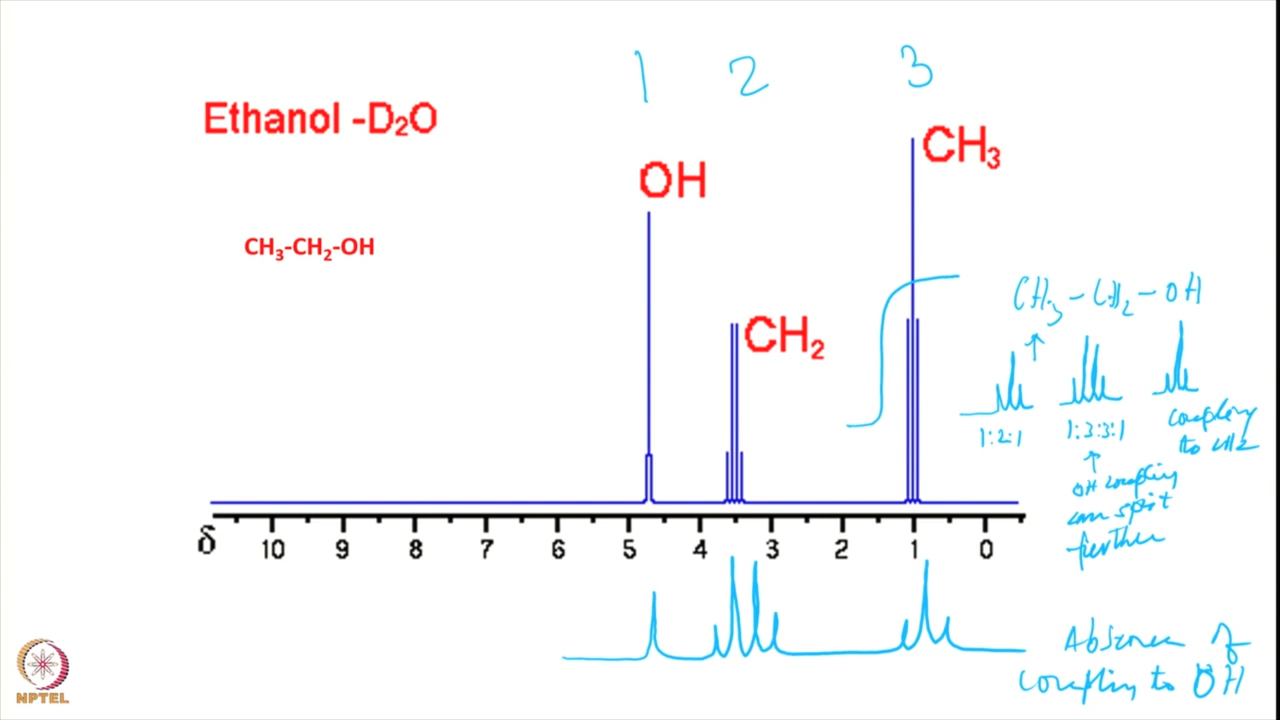 1 2 3
Ethanol -D₂O
CH₃
OH
CH₃-CH₂-OH
CH₃ - CH₂ - OH
CH₂
1:2:1 1:3:3:1 coupling
to CH2
OH coupling
can split
further
δ 10 9 8 7 6 5 4 3 2 1 0
Absence of
coupling to OH
NPTEL